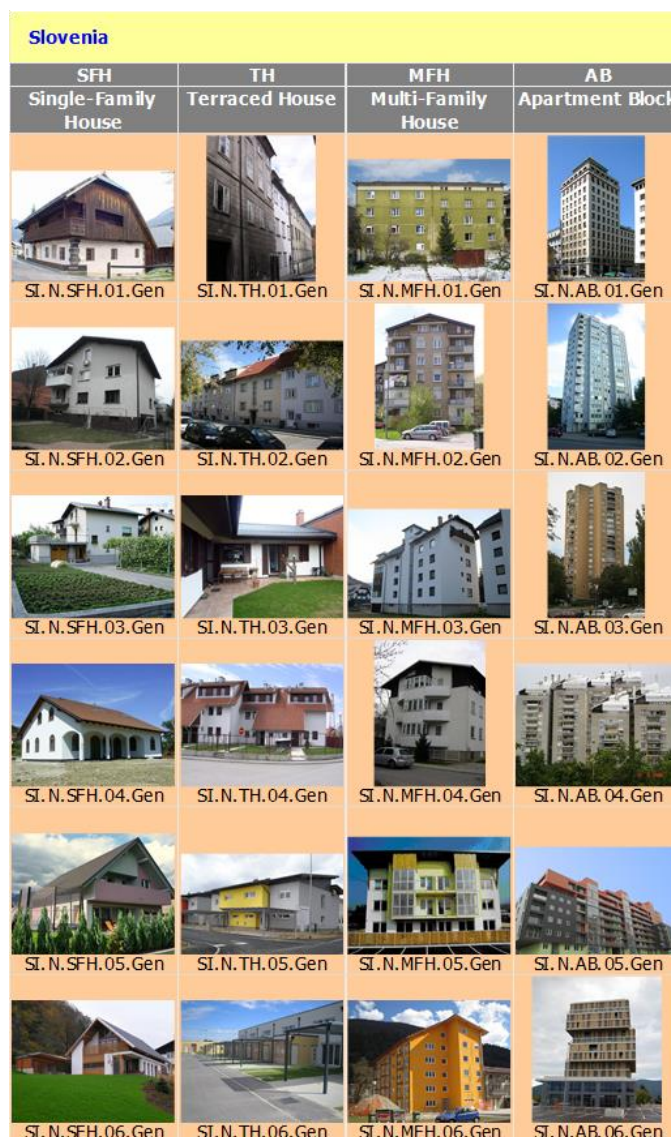 Slovenia
SFH TH MFH AB
Single-Family House Terraced House Multi-Family House Apartment Block
SI.N.SFH.01.Gen SI.N.TH.01.Gen SI.N.MFH.01.Gen SI.N.AB.01.Gen
SI.N.SFH.02.Gen SI.N.TH.02.Gen SI.N.MFH.02.Gen SI.N.AB.02.Gen
SI.N.SFH.03.Gen SI.N.TH.03.Gen SI.N.MFH.03.Gen SI.N.AB.03.Gen
SI.N.SFH.04.Gen SI.N.TH.04.Gen SI.N.MFH.04.Gen SI.N.AB.04.Gen
SI.N.SFH.05.Gen SI.N.TH.05.Gen SI.N.MFH.05.Gen SI.N.AB.05.Gen
SI.N.SFH.06.Gen SI.N.TH.06.Gen SI.N.MFH.06.Gen SI.N.AB.06.Gen